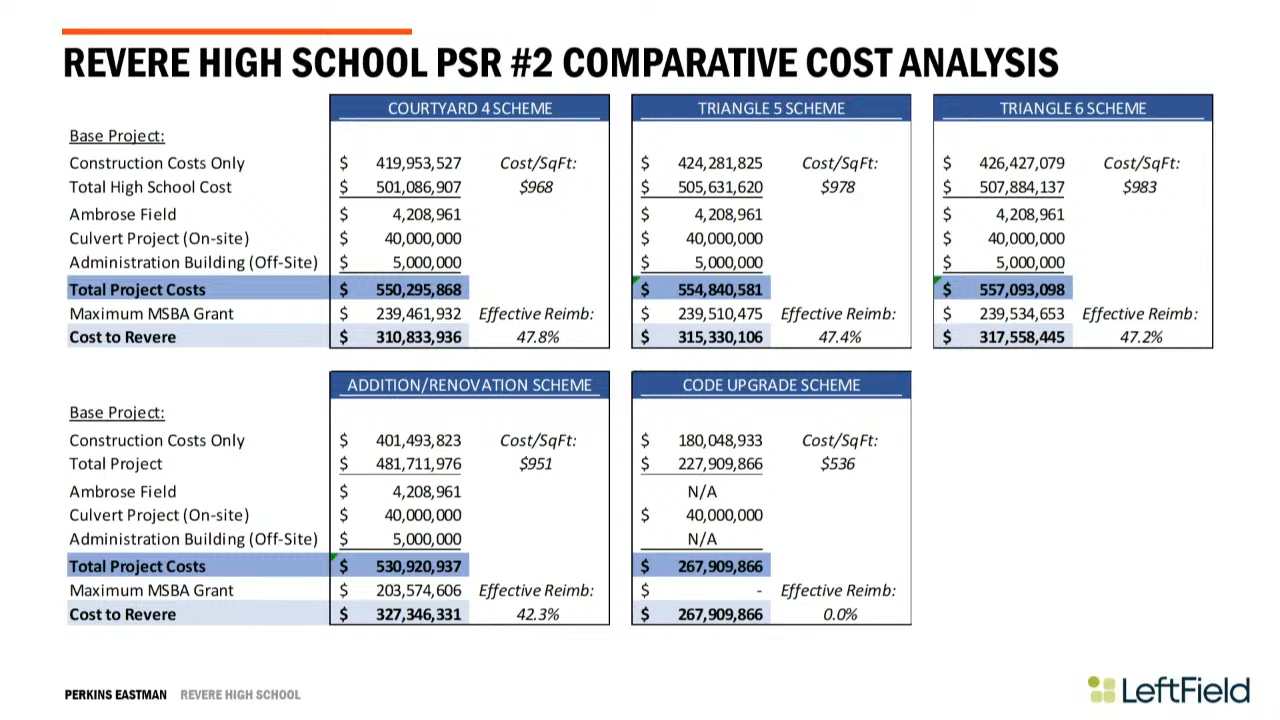 REVERE HIGH SCHOOL PSR #2 COMPARATIVE COST ANALYSIS
COURTYARD 4 SCHEME TRIANGLE 5 SCHEME TRIANGLE 6 SCHEME
Base Project:
Construction Costs Only $ 419,953,527 Cost/SqFt: $ 424,281,825 Cost/SqFt: $ 426,427,079 Cost/SqFt:
Total High School Cost $ 501,086,907 $968 $ 505,631,620 $978 $ 507,884,137 $983
Ambrose Field $ 4,208,961 $ 4,208,961 $ 4,208,961
Culvert Project (On-site) $ 40,000,000 $ 40,000,000 $ 40,000,000
Administration Building (Off-Site) $ 5,000,000 $ 5,000,000 $ 5,000,000
Total Project Costs $ 550,295,868 $ 554,840,581 $ 557,093,098
Maximum MSBA Grant $ 239,461,932 Effective Reimb: $ 239,510,475 Effective Reimb: $ 239,534,653 Effective Reimb:
Cost to Revere $ 310,833,936 47.8% $ 315,330,106 47.4% $ 317,558,445 47.2%
ADDITION/RENOVATION SCHEME CODE UPGRADE SCHEME
Base Project:
Construction Costs Only $ 401,493,823 Cost/SqFt: $ 180,048,933 Cost/SqFt:
Total Project $ 481,711,976 $951 $ 227,909,866 $536
Ambrose Field $ 4,208,961 N/A
Culvert Project (On-site) $ 40,000,000 $ 40,000,000
Administration Building (Off-Site) $ 5,000,000 N/A
Total Project Costs $ 530,920,937 $ 267,909,866
Maximum MSBA Grant $ 203,574,606 Effective Reimb: $ - Effective Reimb:
Cost to Revere $ 327,346,331 42.3% $ 267,909,866 0.0%
PERKINS EASTMAN REVERE HIGH SCHOOL
LeftField